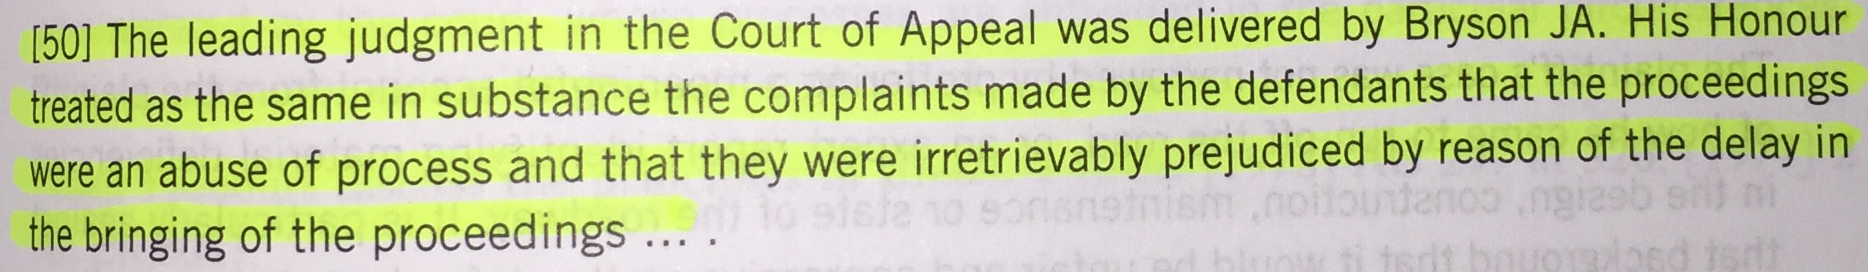 [50] The leading judgment in the Court of Appeal was delivered by Bryson JA. His Honour
treated as the same in substance the complaints made by the defendants that the proceedings
were an abuse of process and that they were irretrievably prejudiced by reason of the delay in
the bringing of the proceedings ... .